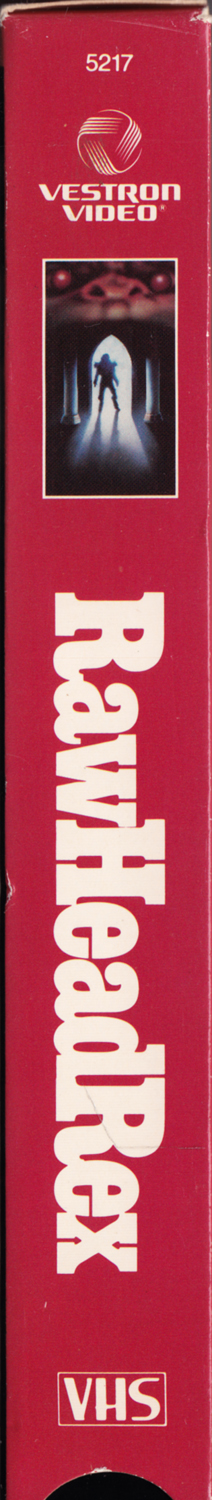 5217
VESTRON
VIDEO®
RawHeadRex
VHS